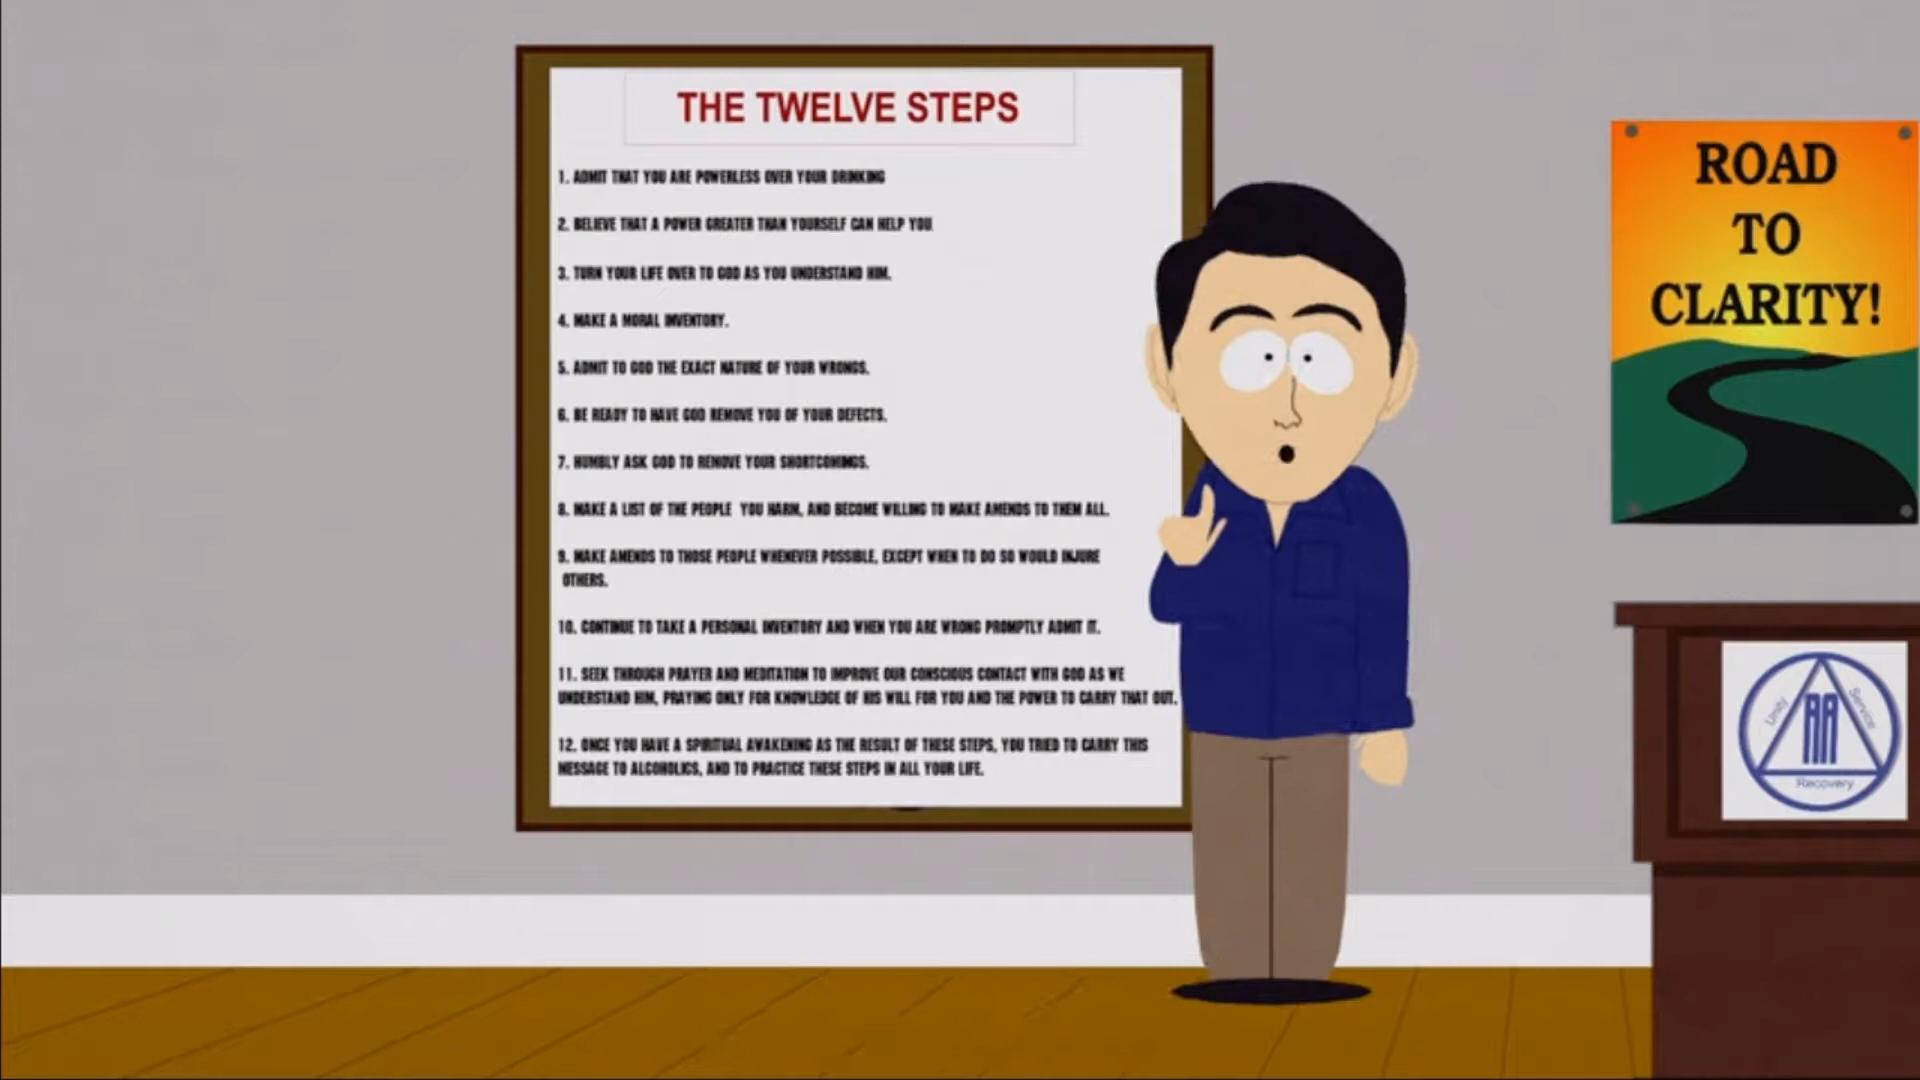 THE TWELVE STEPS
1. ADMIT THAT YOU ARE POWERLESS OVER YOUR DRINKING
2. BELIEVE THAT A POWER GREATER THAN YOURSELF CAN HELP YOU
3. TURN YOUR LIFE OVER TO GOD AS YOU UNDERSTAND HIM.
4. MAKE A MORAL INVENTORY.
5. ADMIT TO GOD THE EXACT NATURE OF YOUR WRONGS.
6. BE READY TO HAVE GOD REMOVE YOU OF YOUR DEFECTS.
7. HUMBLY ASK GOD TO REMOVE YOUR SHORTCOMINGS.
8. MAKE A LIST OF THE PEOPLE YOU HARM, AND BECOME WILLING TO MAKE AMENDS TO THEM ALL.
9. MAKE AMENDS TO THOSE PEOPLE WHENEVER POSSIBLE, EXCEPT WHEN TO DO SO WOULD INJURE
OTHERS.
10. CONTINUE TO TAKE A PERSONAL INVENTORY AND WHEN YOU ARE WRONG PROMPTLY ADMIT IT.
11. SEEK THROUGH PRAYER AND MEDITATION TO IMPROVE OUR CONSCIOUS CONTACT WITH GOD AS WE
UNDERSTAND HIM, PRAYING ONLY FOR KNOWLEDGE OF HIS WILL FOR YOU AND THE POWER TO CARRY THAT OUT.
12. ONCE YOU HAVE A SPIRITUAL AWAKENING AS THE RESULT OF THESE STEPS, YOU TRIED TO CARRY THIS
MESSAGE TO ALCOHOLICS, AND TO PRACTICE THESE STEPS IN ALL YOUR LIFE.
ROAD
TO
CLARITY!
Unity
AA
Service
Recovery